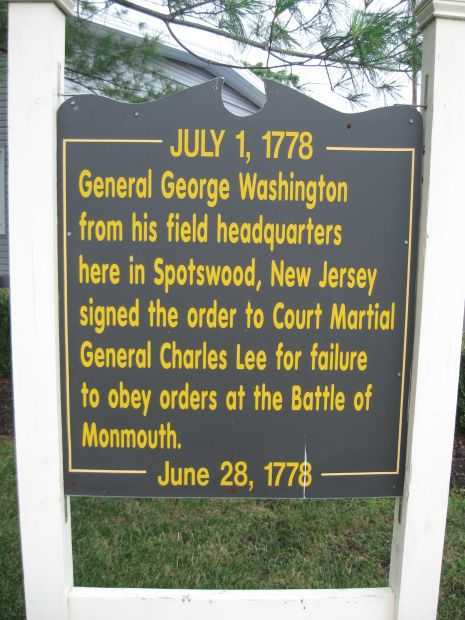 JULY 1, 1778
General George Washington
from his field headquarters
here in Spotswood, New Jersey
signed the order to Court Martial
General Charles Lee for failure
to obey orders at the Battle of
Monmouth.
June 28, 1778